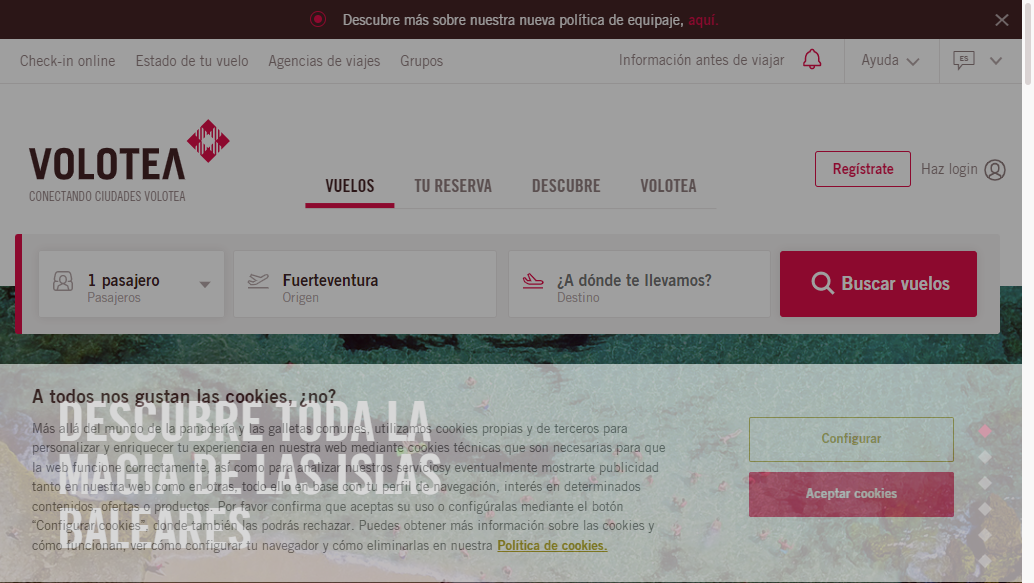 Descubre más sobre nuestra nueva política de equipaje, aquí.
Check-in online Estado de tu vuelo Agencias de viajes Grupos Información antes de viajar Ayuda ES
VOLOTEA
CONECTANDO CIUDADES VOLOTEA
VUELOS TU RESERVA DESCUBRE VOLOTEA
Regístrate Haz login
1 pasajero
Pasajeros
Fuerteventura
Origen
¿A dónde te llevamos?
Destino
Buscar vuelos
A todos nos gustan las cookies, ¿no?
Más allá del mundo de la panadería y las galletas comunes, utilizamos cookies propias y de terceros para
personalizar y enriquecer tu experiencia en nuestra web mediante cookies técnicas que son necesarias para que
la web funcione correctamente, así como para analizar nuestros serviciosy eventualmente mostrarte publicidad
tanto en nuestra web como en otras, todo ello en base con tu perfil de navegación, interés en determinados
contenidos, ofertas o productos. Por favor confirma que aceptas su uso o configúralas mediante el botón
"Configurar cookies", donde también las podrás rechazar. Puedes obtener más información sobre las cookies y
cómo funcionan, ver cómo configurar tu navegador y cómo eliminarlas en nuestra Política de cookies.
Configurar
Aceptar cookies
DESCUBRE TODA LA
MAGIA DE LAS ISLAS
BALEARES